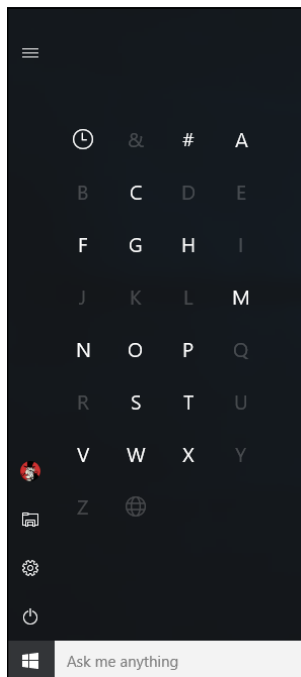 & # A
B C D E
F G H I
J K L M
N O P Q
R S T U
V W X Y
Z
Ask me anything